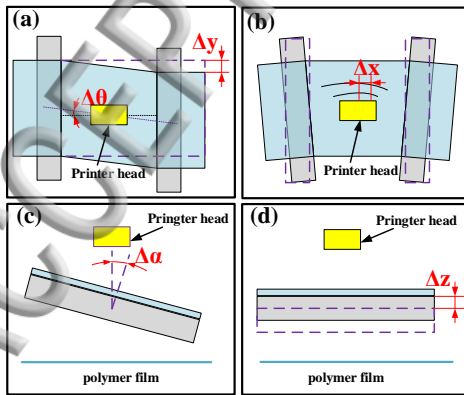 (a)
Δy
Δθ
Printer head
(b)
Δx
Printer head
(c)
Pringter head
Δα
polymer film
(d)
Pringter head
Δz
polymer film